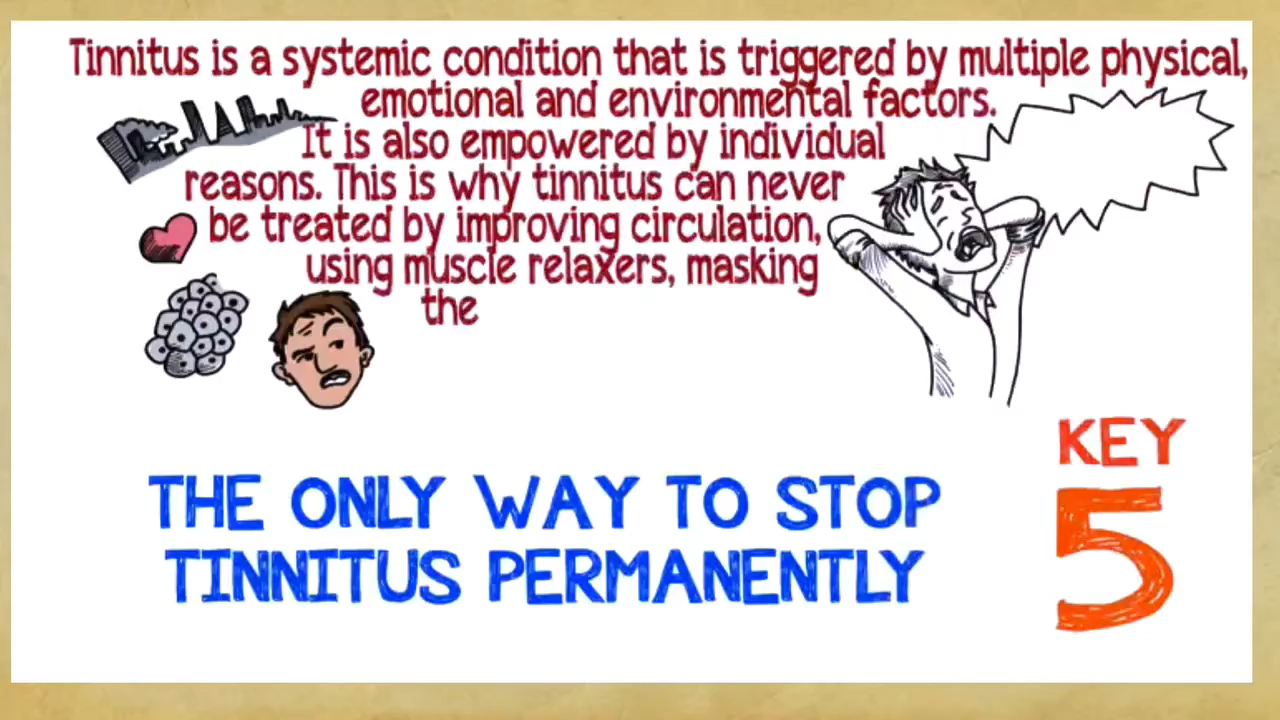 Tinnitus is a systemic condition that is triggered by multiple physical,
emotional and environmental factors.
It is also empowered by individual
reasons. This is why tinnitus can never
be treated by improving circulation,
using muscle relaxers, masking
the
KEY
5
THE ONLY WAY TO STOP
TINNITUS PERMANENTLY